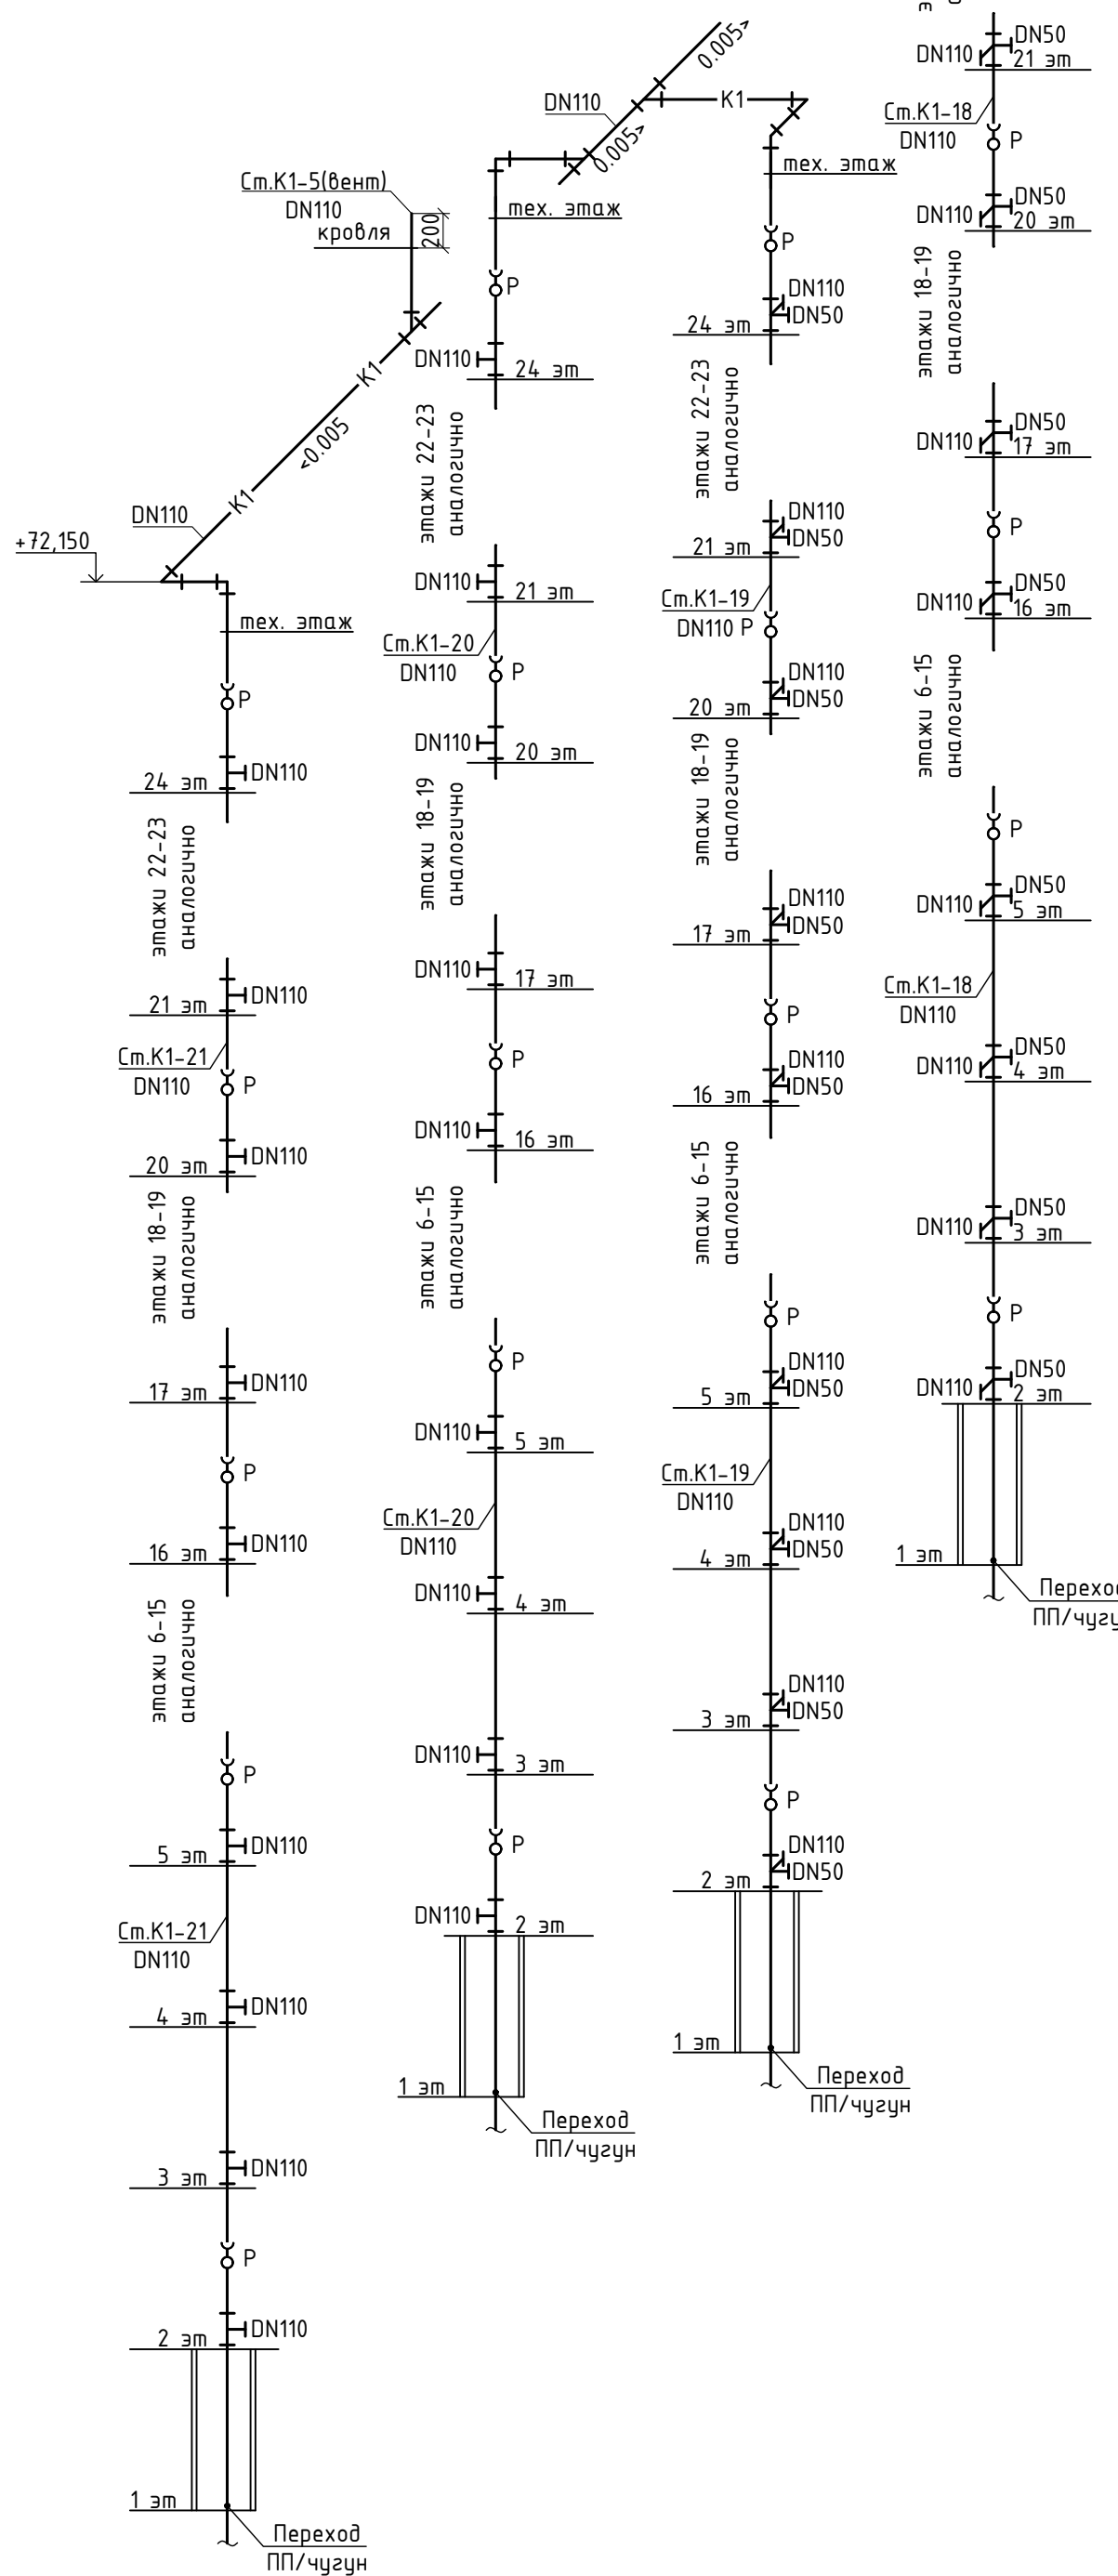 0.005>
DN110
К1
0.005>
тех. этаж
Ст.К1-5(вент)
DN110
кровля
200
К1
<0.005
К1
DN110
+72,150
тех. этаж
Р
DN110
24 эт
этажи 22-23
аналогично
DN110
21 эт
Ст.К1-21
DN110
Р
DN110
20 эт
этажи 18-19
аналогично
DN110
17 эт
Р
DN110
16 эт
этажи 6-15
аналогично
Р
DN110
5 эт
Ст.К1-21
DN110
DN110
4 эт
DN110
3 эт
Р
DN110
2 эт
1 эт
Переход
ПП/чугун
тех. этаж
Р
DN110
24 эт
этажи 22-23
аналогично
DN110
21 эт
Ст.К1-20
DN110
Р
DN110
20 эт
этажи 18-19
аналогично
DN110
17 эт
Р
DN110
16 эт
этажи 6-15
аналогично
Р
DN110
5 эт
Ст.К1-20
DN110
DN110
4 эт
DN110
3 эт
Р
DN110
2 эт
1 эт
Переход
ПП/чугун
Р
DN110
DN50
24 эт
этажи 22-23
аналогично
DN110
DN50
21 эт
Ст.К1-19
DN110 Р
DN110
DN50
20 эт
этажи 18-19
аналогично
DN110
DN50
17 эт
Р
DN110
DN50
16 эт
этажи 6-15
аналогично
Р
DN110
DN50
5 эт
Ст.К1-19
DN110
DN110
DN50
4 эт
DN110
DN50
3 эт
Р
DN110
DN50
2 эт
1 эт
Переход
ПП/чугун
DN50
DN110
21 эт
Ст.К1-18
DN110
Р
DN50
DN110
20 эт
этажи 18-19
аналогично
DN50
DN110
17 эт
Р
DN50
DN110
16 эт
этажи 6-15
аналогично
Р
DN50
DN110
5 эт
Ст.К1-18
DN110
DN50
DN110
4 эт
DN50
DN110
3 эт
Р
DN50
DN110
2 эт
1 эт
Перехо
ПП/чугу